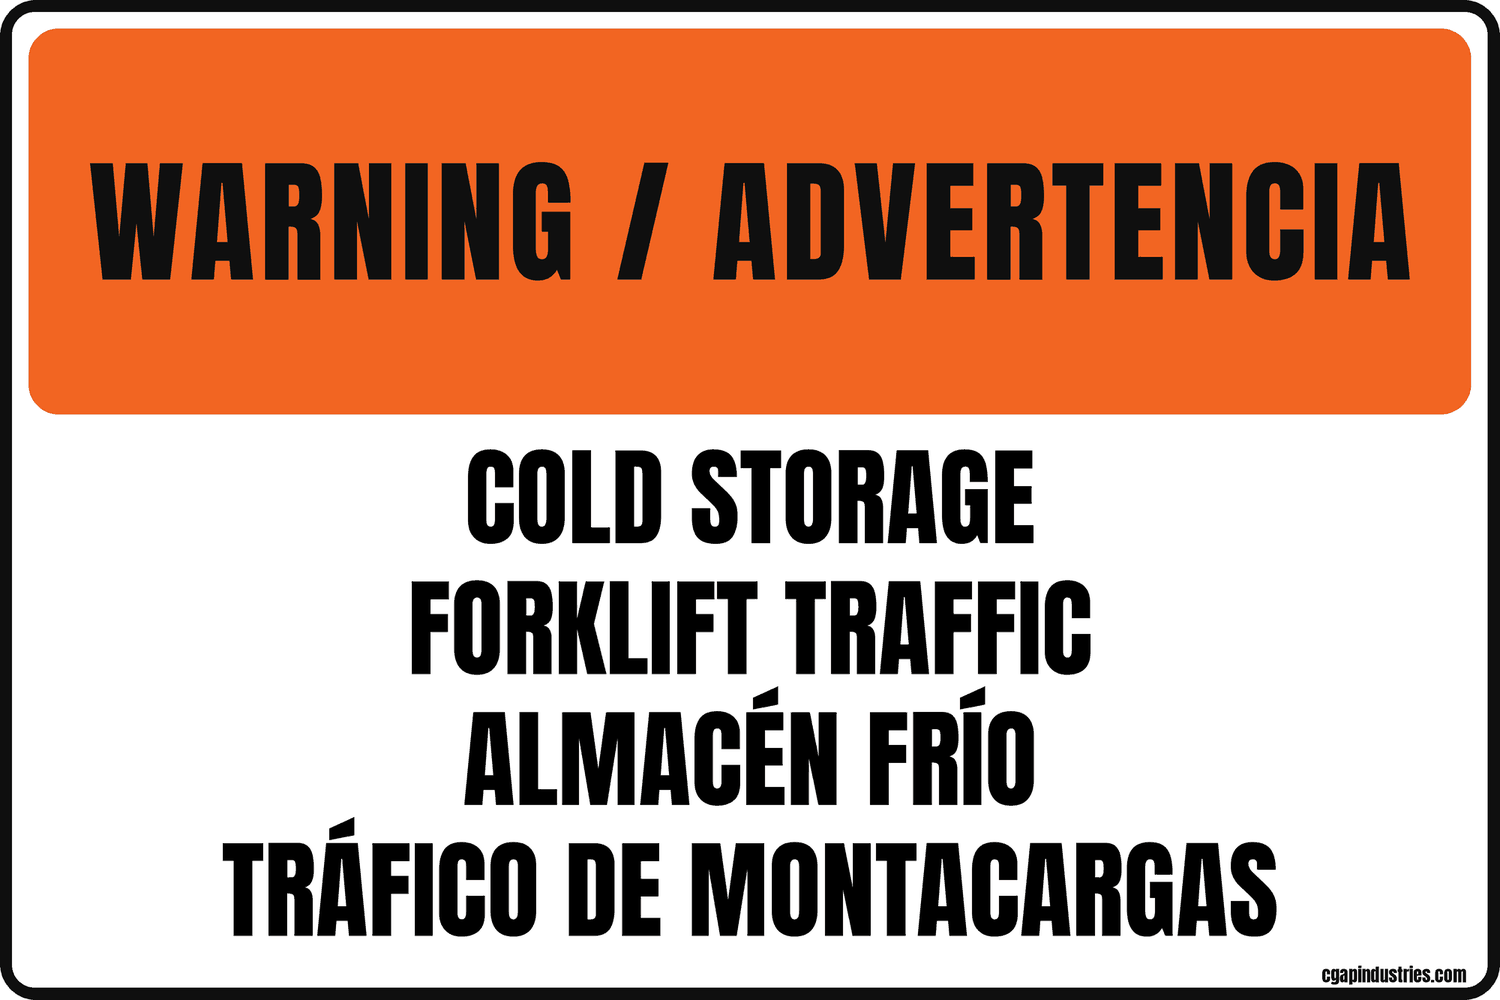 WARNING / ADVERTENCIA
COLD STORAGE
FORKLIFT TRAFFIC
ALMACÉN FRÍO
TRÁFICO DE MONTACARGAS
cgapindustries.com